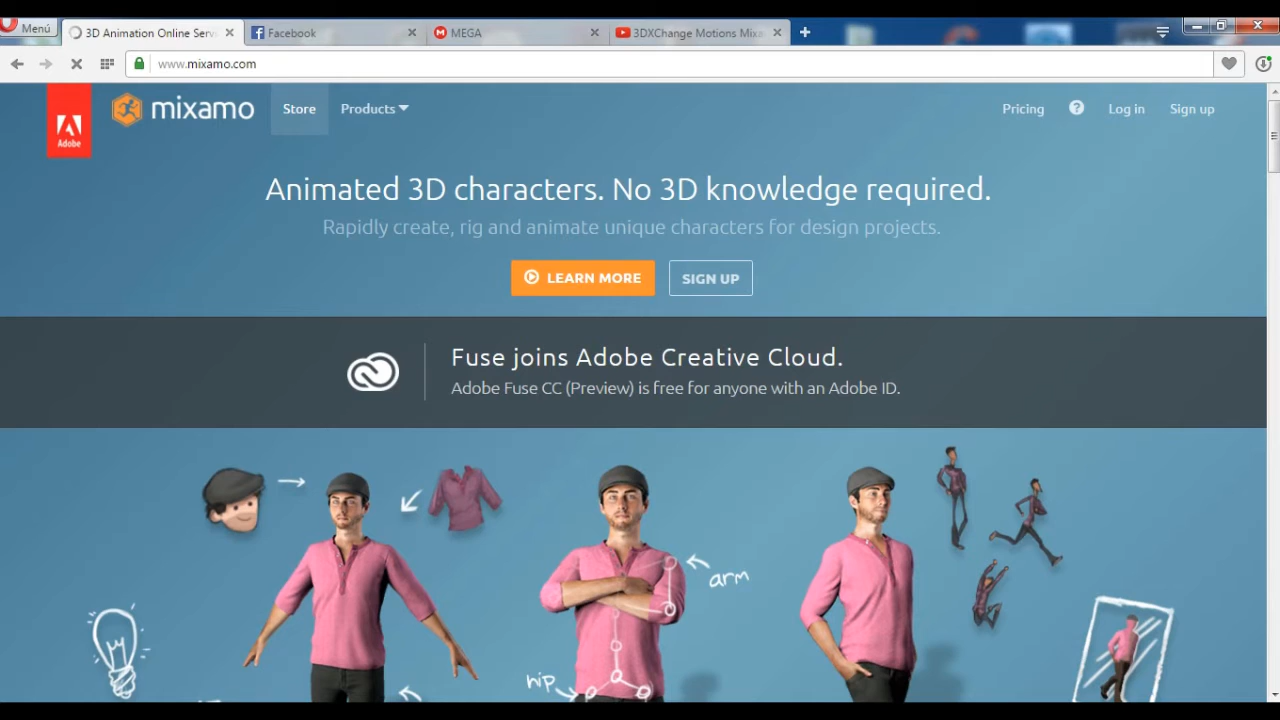 Menú
3D Animation Online Serv
Facebook
MEGA
3DXChange Motions Mixa
www.mixamo.com
Adobe
mixamo
Store
Products
Pricing
?
Log in
Sign up
Animated 3D characters. No 3D knowledge required.
Rapidly create, rig and animate unique characters for design projects.
LEARN MORE
SIGN UP
Fuse joins Adobe Creative Cloud.
Adobe Fuse CC (Preview) is free for anyone with an Adobe ID.
arm
hip